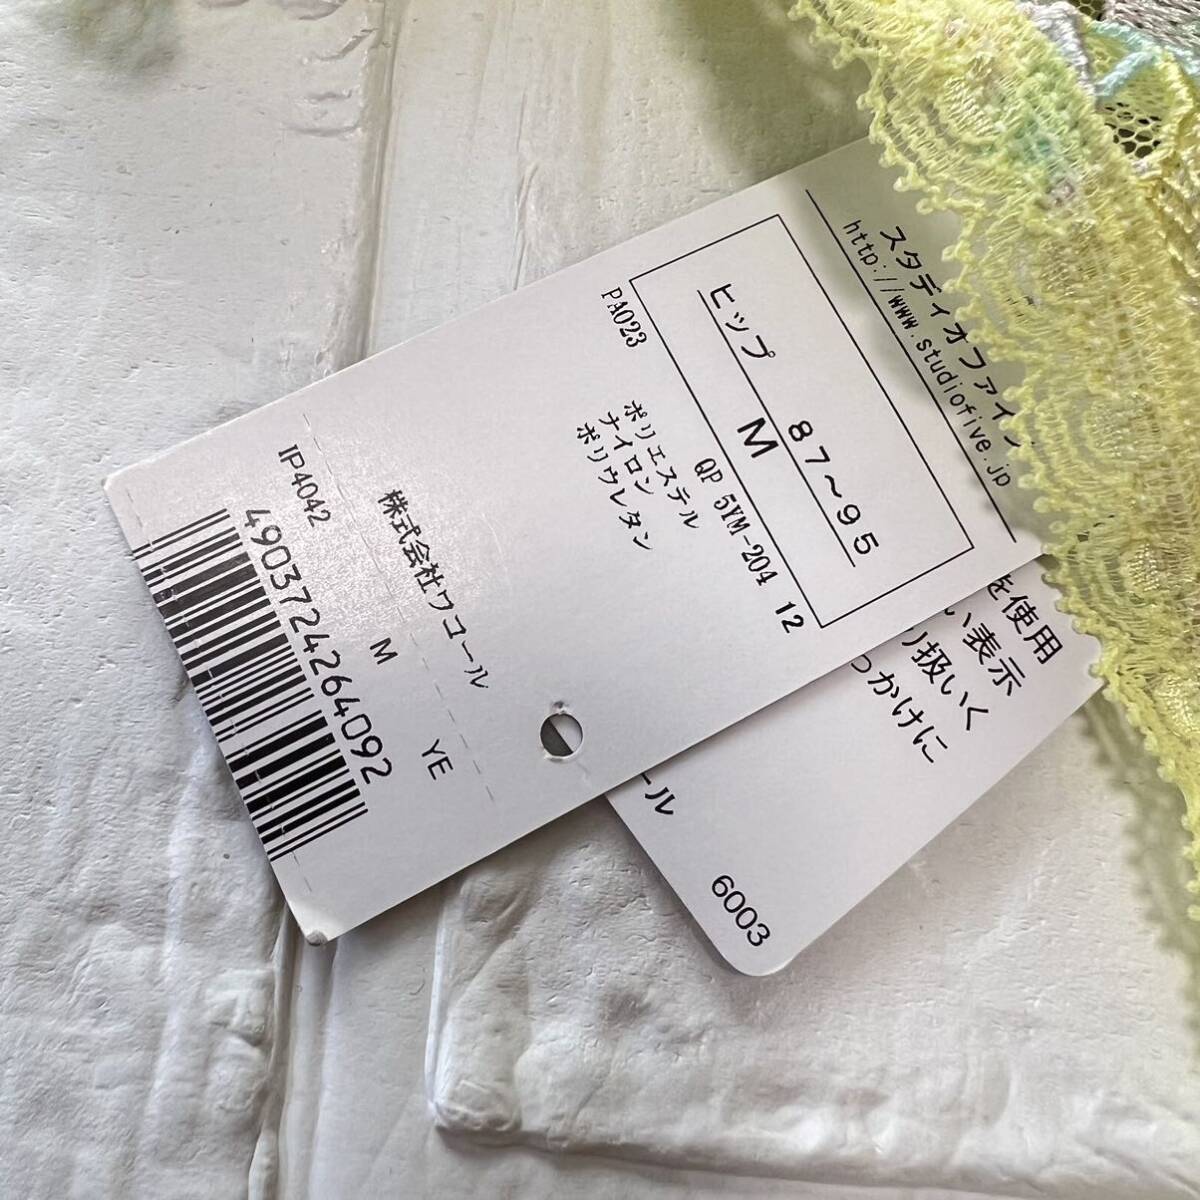 スタディオファイブ
http://www.studiofive.jp
ヒップ 87～95
M
QP 5YM-204 12
PA023
ポリエステル
ナイロン
ポリウレタン
株式会社ワコール
IP4042 M YE
4903724264092
を使用
い表示
り扱いく
っかけに
ール
6003